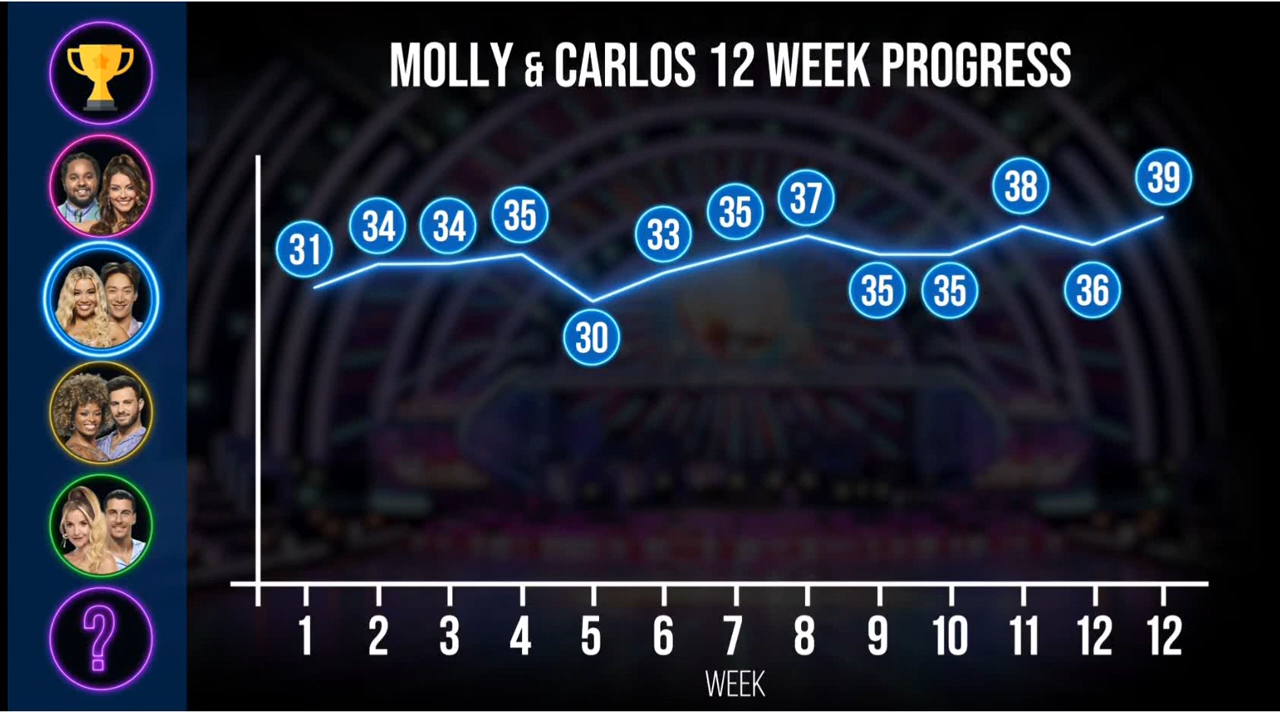 MOLLY & CARLOS 12 WEEK PROGRESS
31 34 34 35 30 33 35 37 35 35 38 36 39
1 2 3 4 5 6 7 8 9 10 11 12 12
WEEK
?